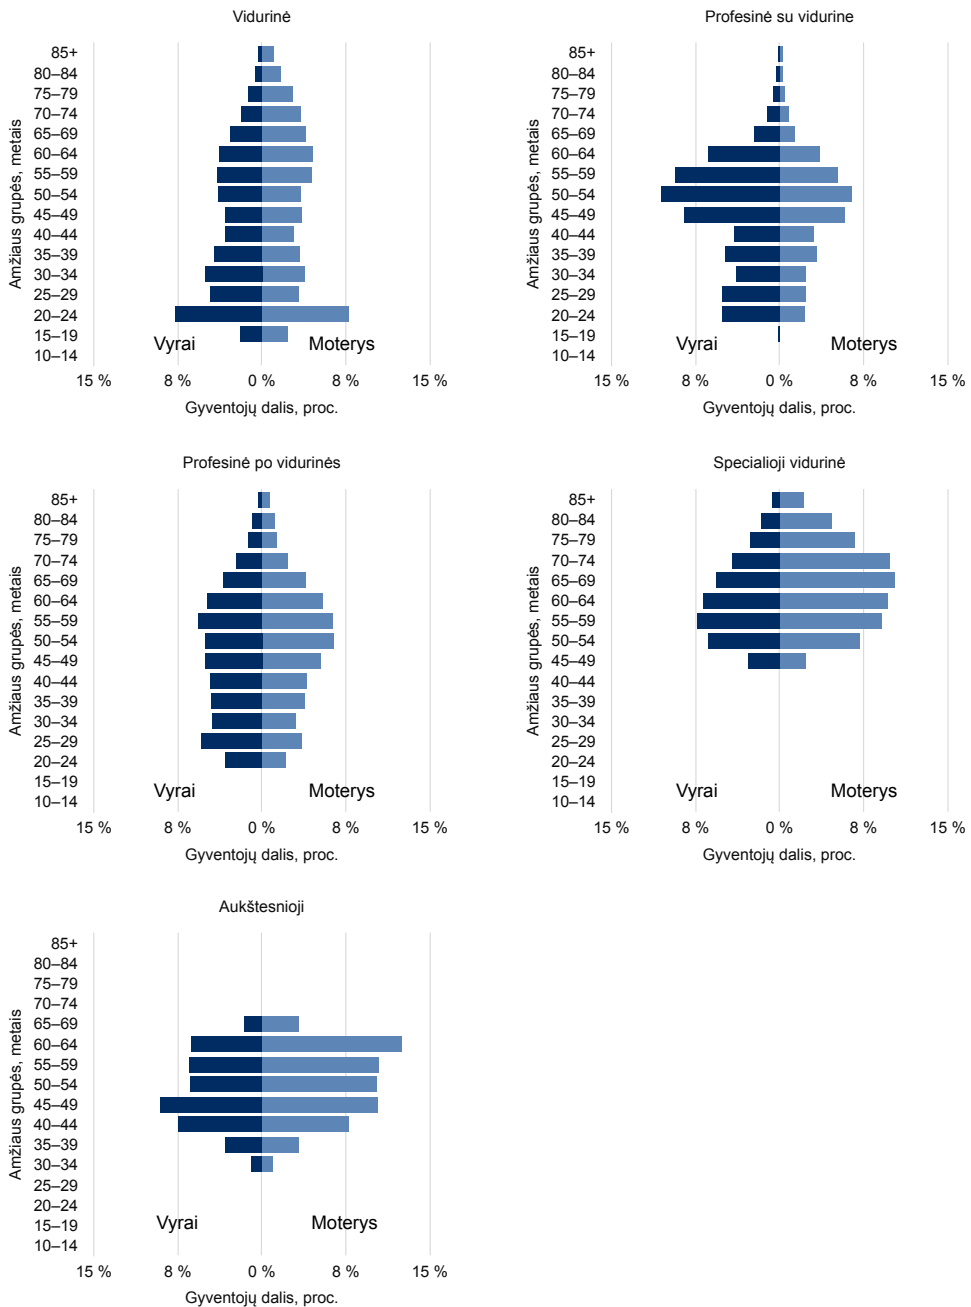 Vidurinė
Amžiaus grupės, metais
85+
80–84
75–79
70–74
65–69
60–64
55–59
50–54
45–49
40–44
35–39
30–34
25–29
20–24
15–19
10–14
Vyrai
Moterys
15 % 8 % 0 % 8 % 15 %
Gyventojų dalis, proc.
Profesinė su vidurine
Amžiaus grupės, metais
85+
80–84
75–79
70–74
65–69
60–64
55–59
50–54
45–49
40–44
35–39
30–34
25–29
20–24
15–19
10–14
Vyrai
Moterys
15 % 8 % 0 % 8 % 15 %
Gyventojų dalis, proc.
Profesinė po vidurinės
Amžiaus grupės, metais
85+
80–84
75–79
70–74
65–69
60–64
55–59
50–54
45–49
40–44
35–39
30–34
25–29
20–24
15–19
10–14
Vyrai
Moterys
15 % 8 % 0 % 8 % 15 %
Gyventojų dalis, proc.
Specialioji vidurinė
Amžiaus grupės, metais
85+
80–84
75–79
70–74
65–69
60–64
55–59
50–54
45–49
40–44
35–39
30–34
25–29
20–24
15–19
10–14
Vyrai
Moterys
15 % 8 % 0 % 8 % 15 %
Gyventojų dalis, proc.
Aukštesnioji
Amžiaus grupės, metais
85+
80–84
75–79
70–74
65–69
60–64
55–59
50–54
45–49
40–44
35–39
30–34
25–29
20–24
15–19
10–14
Vyrai
Moterys
15 % 8 % 0 % 8 % 15 %
Gyventojų dalis, proc.